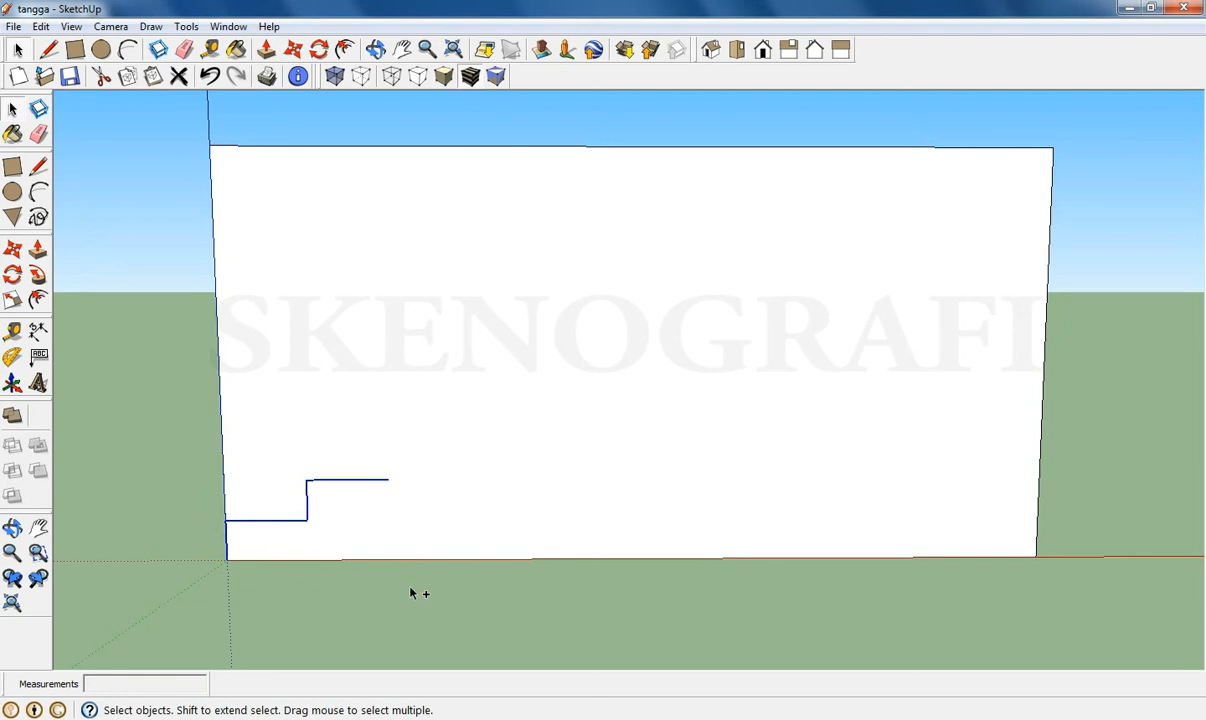 tangga - SketchUp
File Edit View Camera Draw Tools Window Help
ABC
SKENOGRAFI
Measurements
Select objects. Shift to extend select. Drag mouse to select multiple.